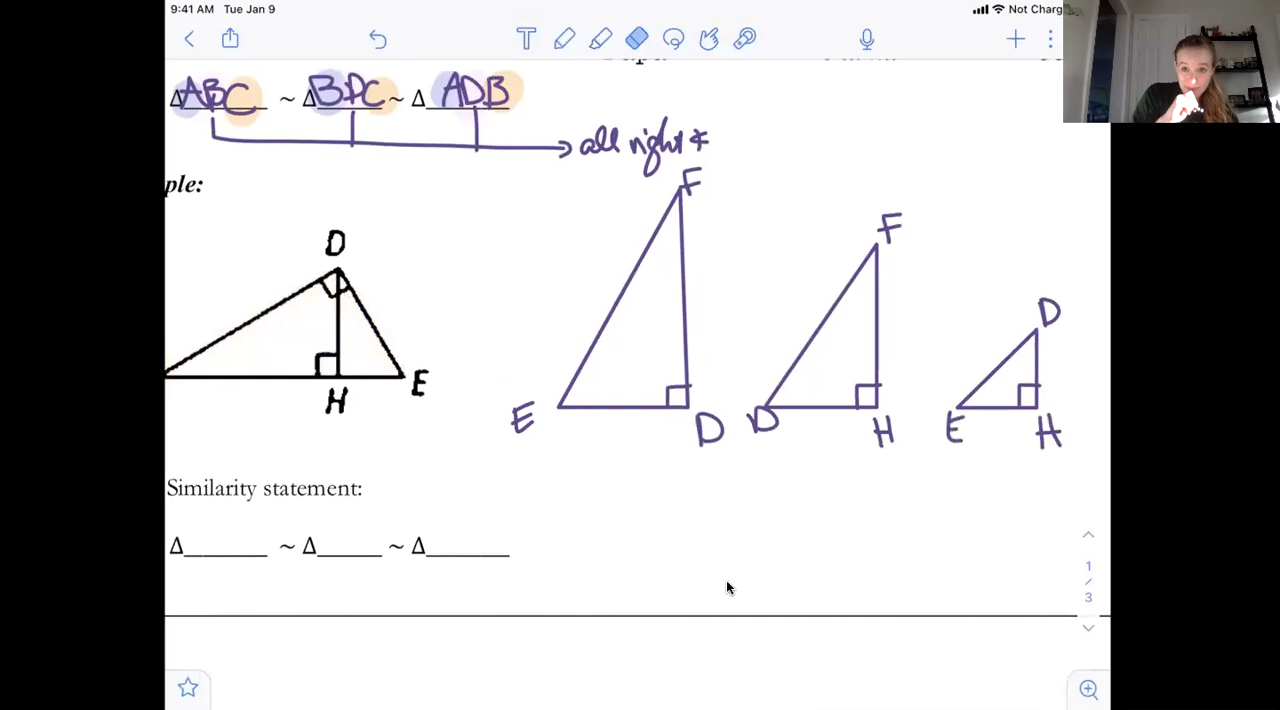 9:41 AM Tue Jan 9 Not Charg
T
ΔABC ~ ΔBDC ~ ΔADB
all right
ple:
F
D
F
D
H
E
E
D
D
H
E
H
Similarity statement:
Δ_______ ~ Δ_____ ~ Δ_______
1
/
3